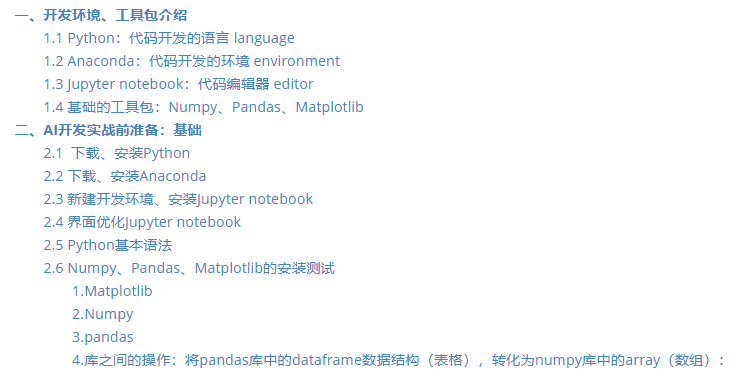 一、开发环境、工具包介绍
1.1 Python：代码开发的语言 language
1.2 Anaconda：代码开发的环境 environment
1.3 Jupyter notebook：代码编辑器 editor
1.4 基础的工具包：Numpy、Pandas、Matplotlib
二、AI开发实战前准备：基础
2.1 下载、安装Python
2.2 下载、安装Anaconda
2.3 新建开发环境、安装Jupyter notebook
2.4 界面优化Jupyter notebook
2.5 Python基本语法
2.6 Numpy、Pandas、Matplotlib的安装测试
1.Matplotlib
2.Numpy
3.pandas
4.库之间的操作：将pandas库中的dataframe数据结构（表格），转化为numpy库中的array（数组）：